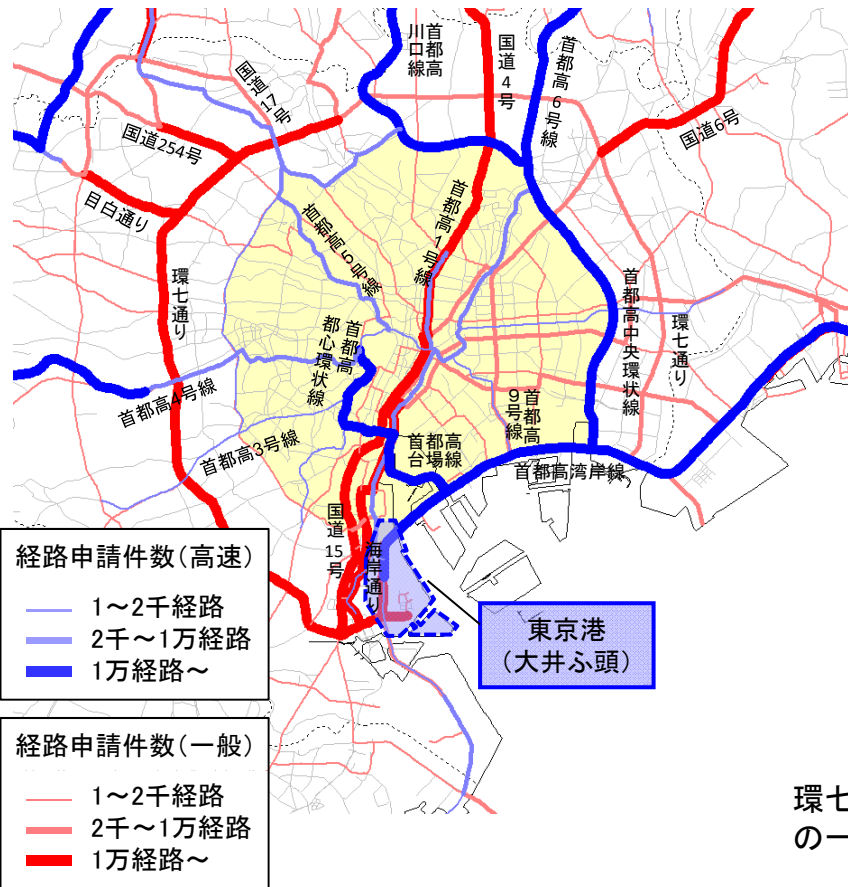 首都高
川口線
国道4号
首都高6号線
国道17号
国道6号
国道254号
目白通り
首都高1号線
首都高5号線
環七通り
首都高
都心環状線
首都高中央環状線
環七通り
首都高4号線
首都高
9号線
首都高
台場線
首都高3号線
首都高湾岸線
国道15号
海岸通り
経路申請件数(高速)
1～2千経路
2千～1万経路
1万経路～
東京港
(大井ふ頭)
経路申請件数(一般)
1～2千経路
2千～1万経路
1万経路～
環七
の一